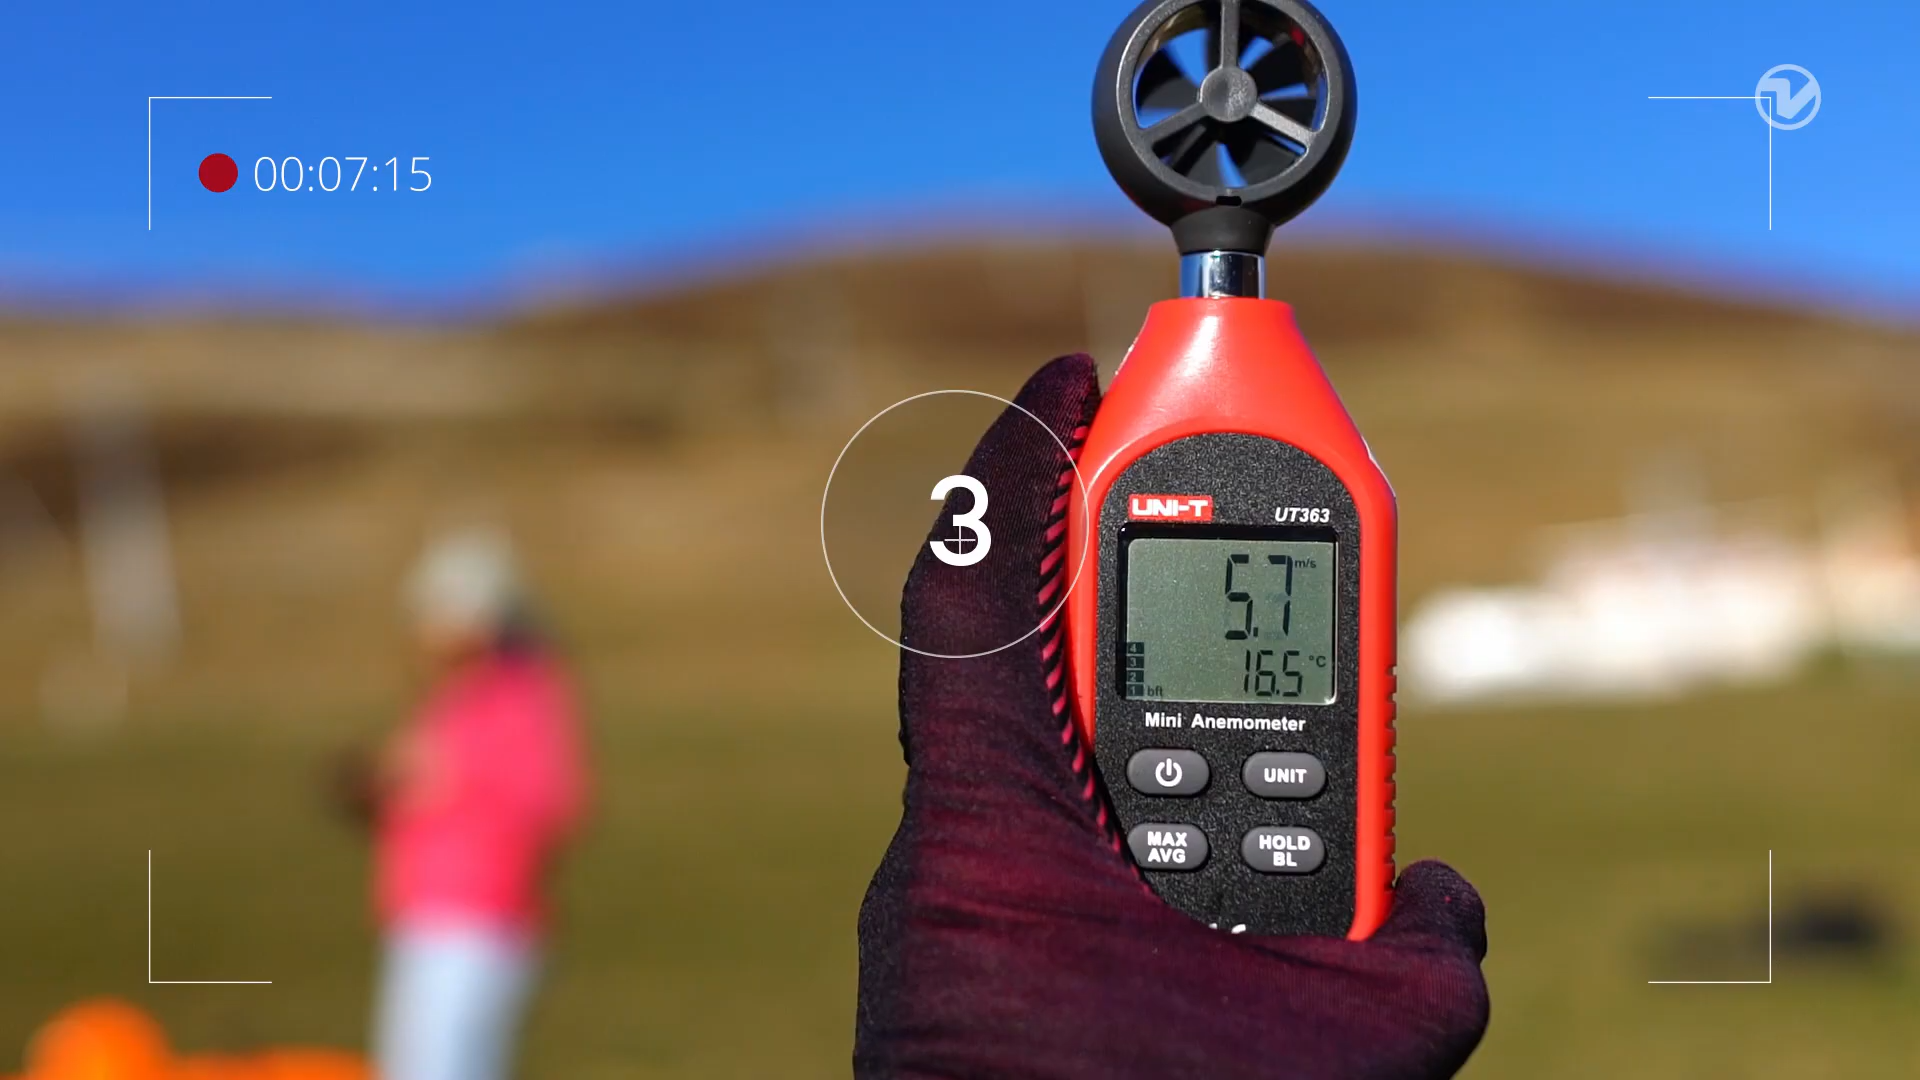 00:07:15
3
UNI-T
UT363
5.7 m/s
16.5 °C
4
3
2
1 bft
Mini Anemometer
UNIT
MAX
AVG
HOLD
BL